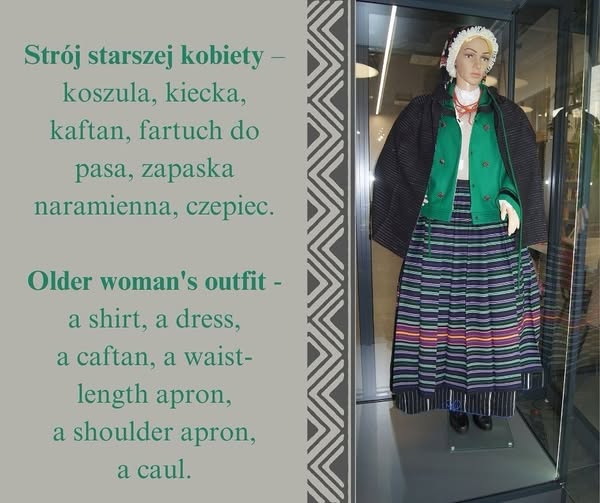 Strój starszej kobiety –
koszula, kiecka,
kaftan, fartuch do
pasa, zapaska
naramienna, czepiec.
Older woman's outfit -
a shirt, a dress,
a caftan, a waist-
length apron,
a shoulder apron,
a caul.